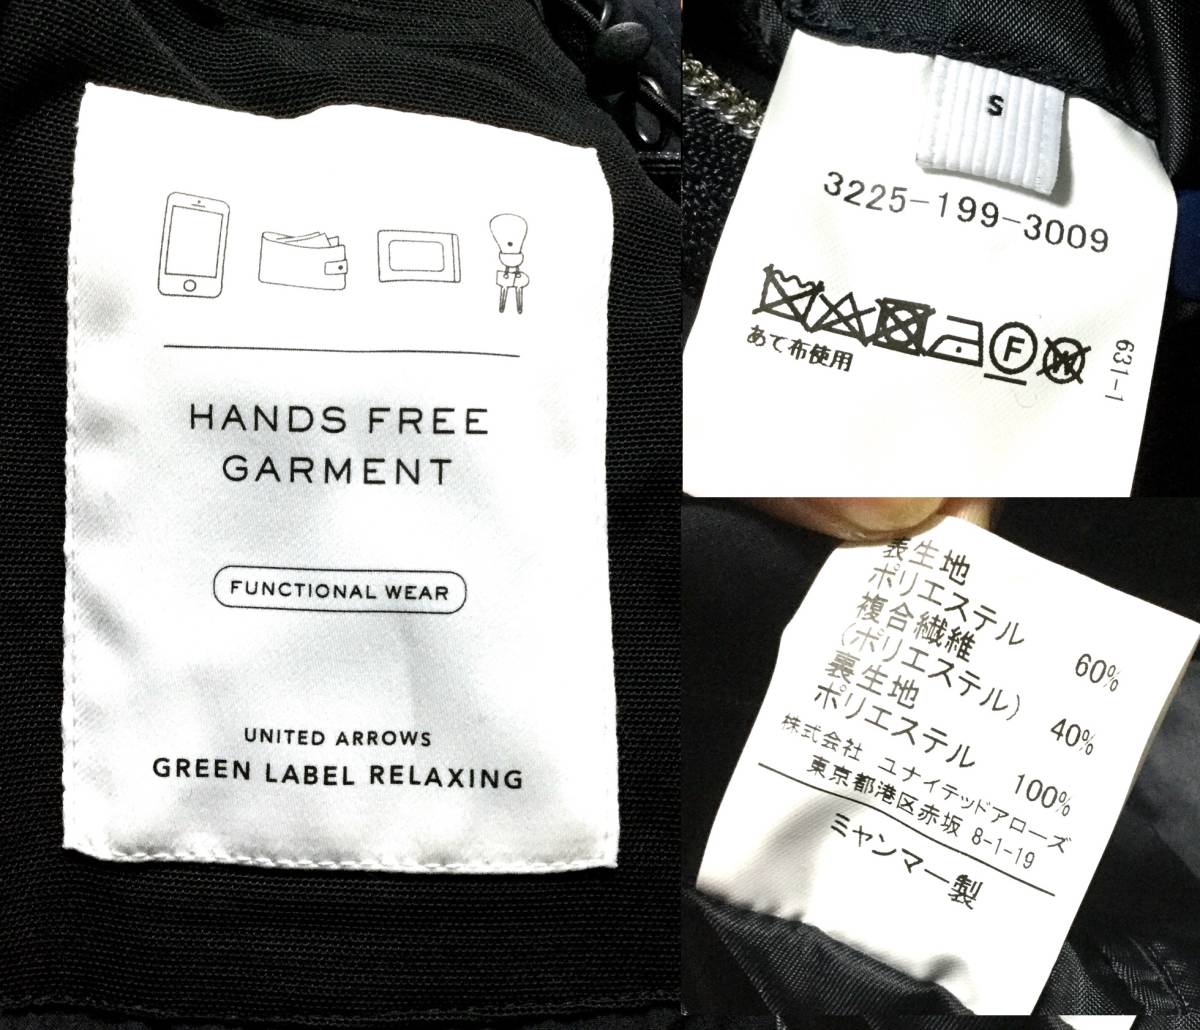 HANDS FREE
GARMENT
FUNCTIONAL WEAR
UNITED ARROWS
GREEN LABEL RELAXING
S
3225-199-3009
F
W
あて布使用
631-1
表生地
ポリエステル 60%
複合繊維
(ポリエステル) 40%
裏生地
ポリエステル 100%
株式会社 ユナイテッドアローズ
東京都港区赤坂 8-1-19
ミャンマー製